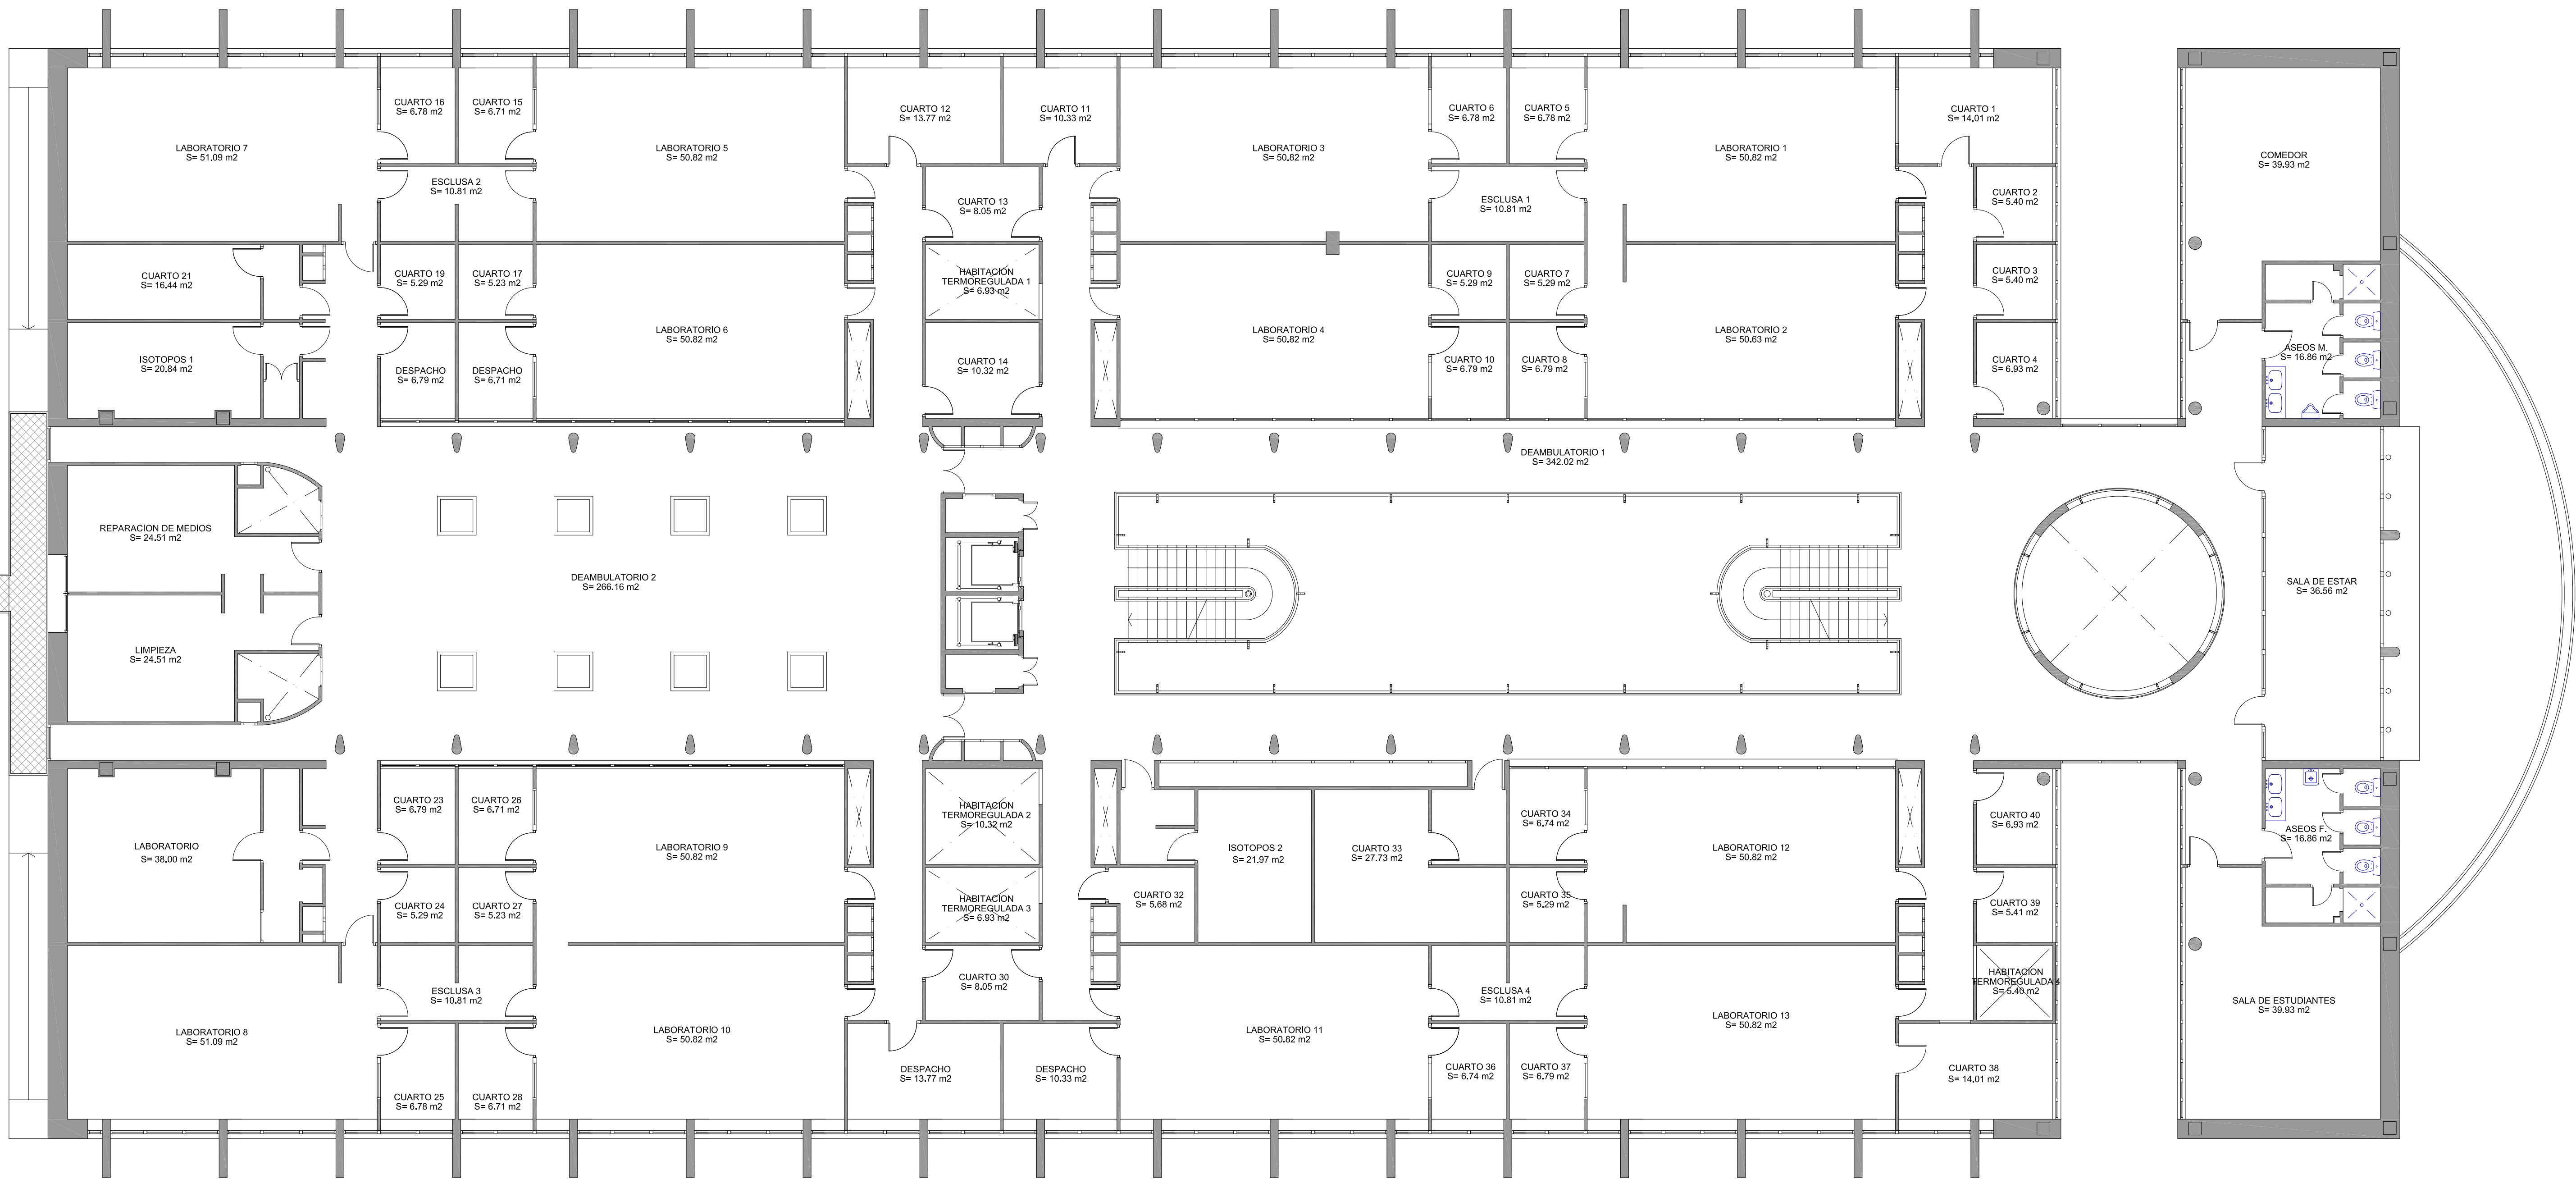 CUARTO 16
S= 6.78 m2
CUARTO 15
S= 6.71 m2
CUARTO 12
S= 13.77 m2
CUARTO 11
S= 10.33 m2
CUARTO 6
S= 6.78 m2
CUARTO 5
S= 6.78 m2
CUARTO 1
S= 14.01 m2
LABORATORIO 7
S= 51.09 m2
LABORATORIO 5
S= 50.82 m2
LABORATORIO 3
S= 50.82 m2
LABORATORIO 1
S= 50.82 m2
COMEDOR
S= 39.93 m2
ESCLUSA 2
S= 10.81 m2
CUARTO 13
S= 8.05 m2
ESCLUSA 1
S= 10.81 m2
CUARTO 2
S= 5.40 m2
CUARTO 21
S= 16.44 m2
CUARTO 19
S= 5.29 m2
CUARTO 17
S= 5.23 m2
HABITACION
TERMOREGULADA 1
S= 6.93 m2
CUARTO 9
S= 5.29 m2
CUARTO 7
S= 5.29 m2
CUARTO 3
S= 5.40 m2
LABORATORIO 6
S= 50.82 m2
LABORATORIO 4
S= 50.82 m2
LABORATORIO 2
S= 50.63 m2
ISOTOPOS 1
S= 20.84 m2
DESPACHO
S= 6.79 m2
DESPACHO
S= 6.71 m2
CUARTO 14
S= 10.32 m2
CUARTO 10
S= 6.79 m2
CUARTO 8
S= 6.79 m2
CUARTO 4
S= 6.93 m2
ASEOS M.
S= 16.86 m2
DEAMBULATORIO 1
S= 342.02 m2
REPARACION DE MEDIOS
S= 24.51 m2
DEAMBULATORIO 2
S= 266.16 m2
SALA DE ESTAR
S= 36.56 m2
LIMPIEZA
S= 24.51 m2
CUARTO 23
S= 6.79 m2
CUARTO 26
S= 6.71 m2
HABITACION
TERMOREGULADA 2
S= 10.32 m2
CUARTO 34
S= 6.74 m2
CUARTO 40
S= 6.93 m2
ASEOS F.
S= 16.86 m2
LABORATORIO
S= 38.00 m2
LABORATORIO 9
S= 50.82 m2
ISOTOPOS 2
S= 21.97 m2
CUARTO 33
S= 27.73 m2
LABORATORIO 12
S= 50.82 m2
CUARTO 24
S= 5.29 m2
CUARTO 27
S= 5.23 m2
HABITACION
TERMOREGULADA 3
S= 6.93 m2
CUARTO 32
S= 5.68 m2
CUARTO 35
S= 5.29 m2
CUARTO 39
S= 5.41 m2
ESCLUSA 3
S= 10.81 m2
CUARTO 30
S= 8.05 m2
ESCLUSA 4
S= 10.81 m2
HABITACION
TERMOREGULADA 4
S= 5.40 m2
SALA DE ESTUDIANTES
S= 39.93 m2
LABORATORIO 8
S= 51.09 m2
LABORATORIO 10
S= 50.82 m2
LABORATORIO 11
S= 50.82 m2
LABORATORIO 13
S= 50.82 m2
CUARTO 25
S= 6.78 m2
CUARTO 28
S= 6.71 m2
DESPACHO
S= 13.77 m2
DESPACHO
S= 10.33 m2
CUARTO 36
S= 6.74 m2
CUARTO 37
S= 6.79 m2
CUARTO 38
S= 14.01 m2